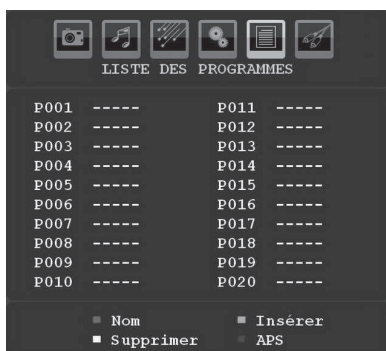 LISTE DES PROGRAMMES
P001 ----- P011 -----
P002 ----- P012 -----
P003 ----- P013 -----
P004 ----- P014 -----
P005 ----- P015 -----
P006 ----- P016 -----
P007 ----- P017 -----
P008 ----- P018 -----
P009 ----- P019 -----
P010 ----- P020 -----
Nom Insérer
Supprimer APS